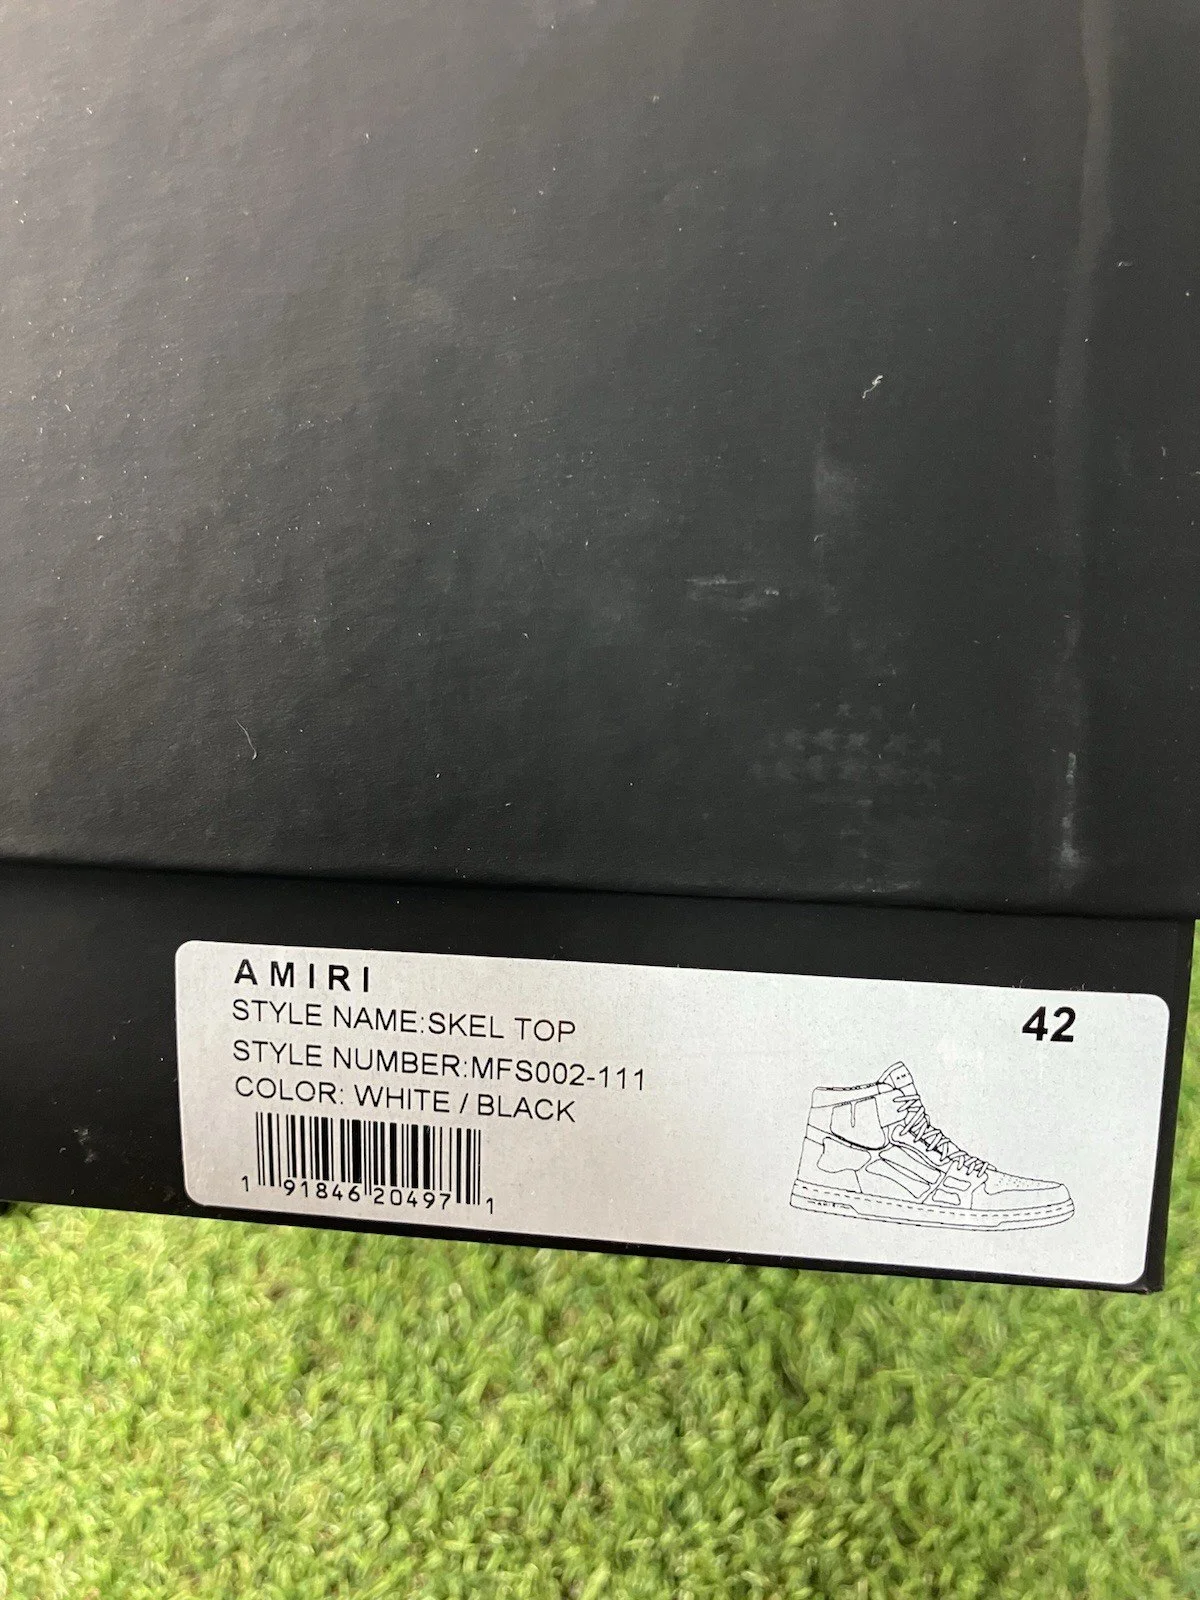 AMIRI
STYLE NAME:SKEL TOP
42
STYLE NUMBER:MFS002-111
COLOR: WHITE / BLACK
1 91846 20497 1